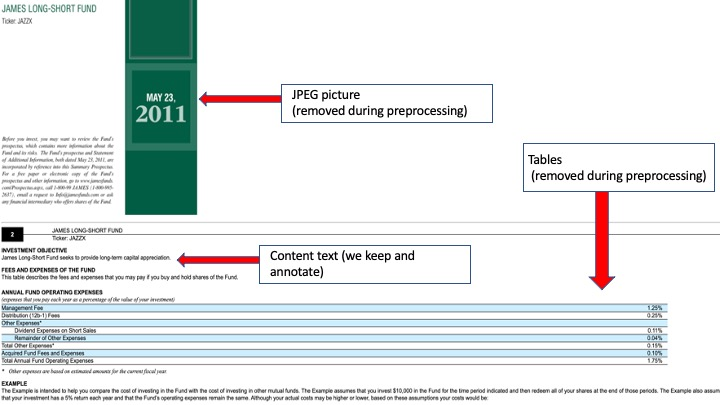 JAMES LONG-SHORT FUND
Ticker: JAZZX
MAY 23,
2011
JPEG picture
(removed during preprocessing)
Before you invest, you may want to review the Fund's
prospectus, which contains more information about the
Fund and its risks. The Fund's prospectus and Statement
of Additional Information, both dated May 23, 2011, are
incorporated by reference into this Summary Prospectus.
For a free paper or electronic copy of the Fund's
prospectus and other information, go to www.jamesfunds.
com/Prospectus.aspx, call 1-800-99 JAMES (1-800-995-
2637), email a request to Info@jamesfunds.com or ask
any financial intermediary who offers shares of the Fund.
Tables
(removed during preprocessing)
2
JAMES LONG-SHORT FUND
Ticker: JAZZX
INVESTMENT OBJECTIVE
James Long-Short Fund seeks to provide long-term capital appreciation.
Content text (we keep and
annotate)
FEES AND EXPENSES OF THE FUND
This table describes the fees and expenses that you may pay if you buy and hold shares of the Fund.
ANNUAL FUND OPERATING EXPENSES
(expenses that you pay each year as a percentage of the value of your investment)
Management Fee 1.25%
Distribution (12b-1) Fees 0.25%
Other Expenses*
Dividend Expenses on Short Sales 0.11%
Remainder of Other Expenses 0.04%
Total Other Expenses* 0.15%
Acquired Fund Fees and Expenses 0.10%
Total Annual Fund Operating Expenses 1.75%
* Other expenses are based on estimated amounts for the current fiscal year.
EXAMPLE
The Example is intended to help you compare the cost of investing in the Fund with the cost of investing in other mutual funds. The Example assumes that you invest $10,000 in the Fund for the time period indicated and then redeem all of your shares at the end of those periods. The Example also assum
that your investment has a 5% return each year and that the Fund's operating expenses remain the same. Although your actual costs may be higher or lower, based on these assumptions your costs would be: